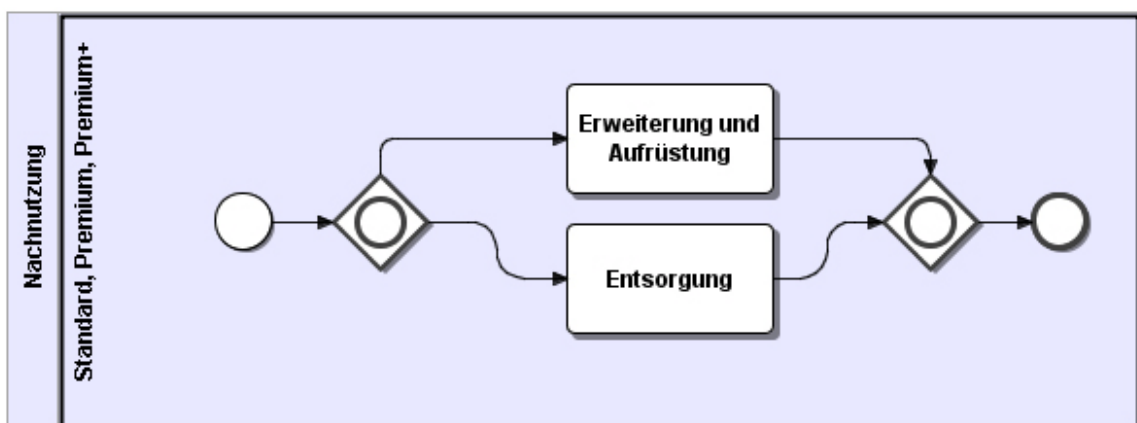 Nachnutzung
Standard, Premium, Premium+
Erweiterung und
Aufrüstung
Entsorgung